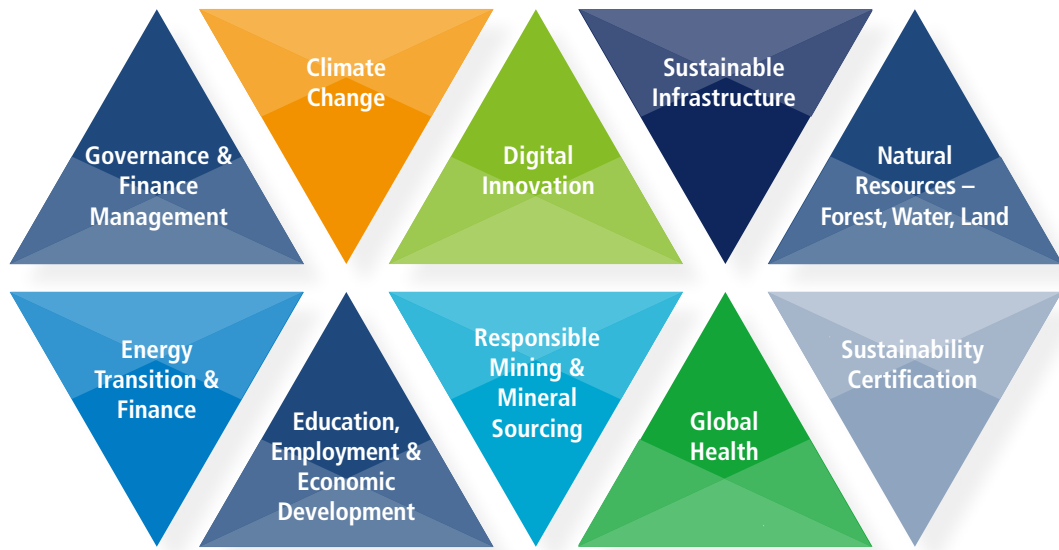 Governance &
Finance
Management
Climate
Change
Digital
Innovation
Sustainable
Infrastructure
Natural
Resources –
Forest, Water, Land
Energy
Transition &
Finance
Education,
Employment &
Economic
Development
Responsible
Mining &
Mineral
Sourcing
Global
Health
Sustainability
Certification